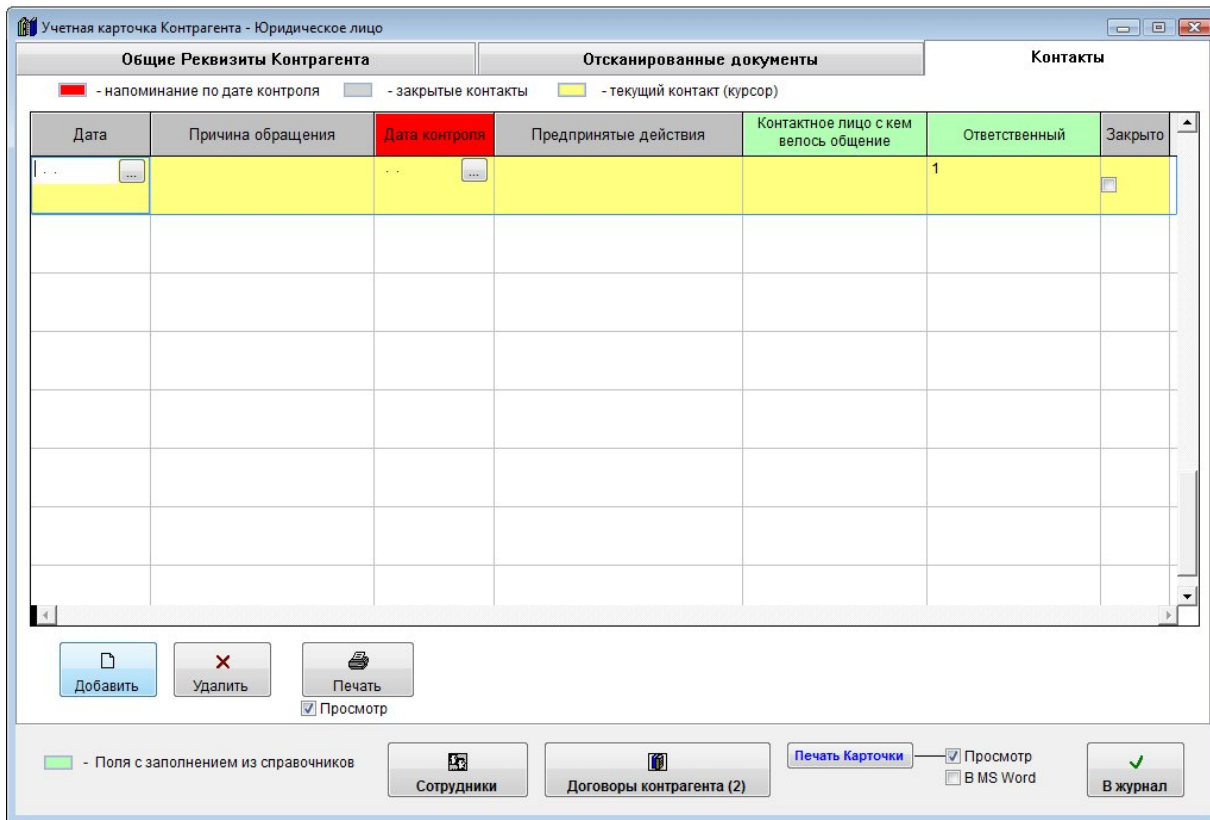 Учетная карточка Контрагента - Юридическое лицо
Общие Реквизиты Контрагента Отсканированные документы Контакты
- напоминание по дате контроля - закрытые контакты - текущий контакт (курсор)
Дата Причина обращения Дата контроля Предпринятые действия Контактное лицо с кем Ответственный Закрыто
велось общение
. . ... . . ... 1
Добавить Удалить Печать
Просмотр
- Поля с заполнением из справочников Сотрудники Договоры контрагента (2) Печать Карточки Просмотр
В MS Word В журнал